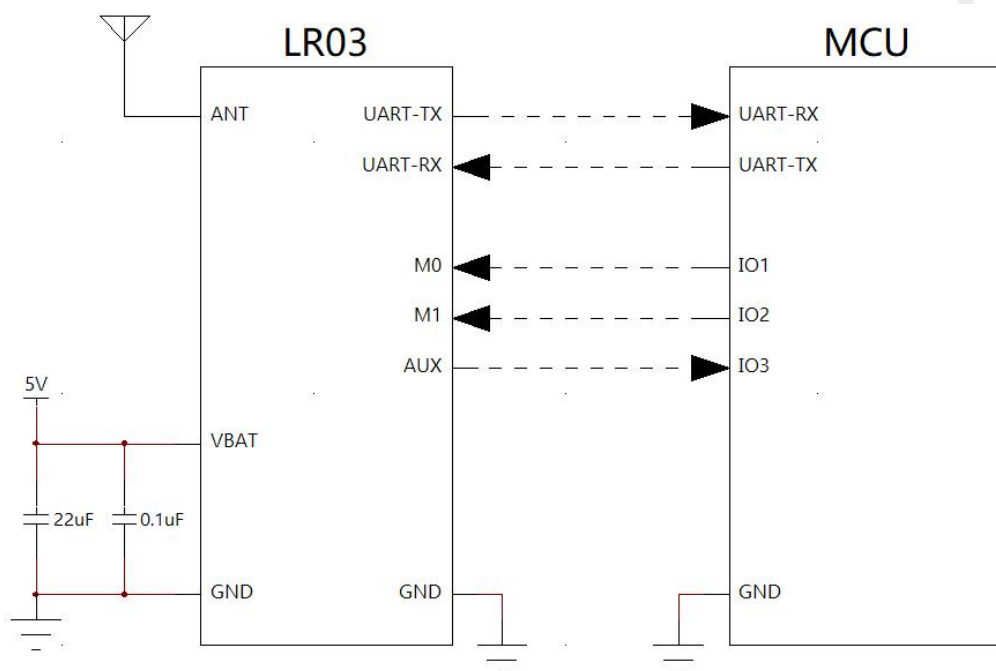 LR03
MCU
ANT
UART-TX
UART-RX
UART-RX
UART-TX
M0
IO1
M1
IO2
AUX
IO3
5V
VBAT
22uF
0.1uF
GND
GND
GND